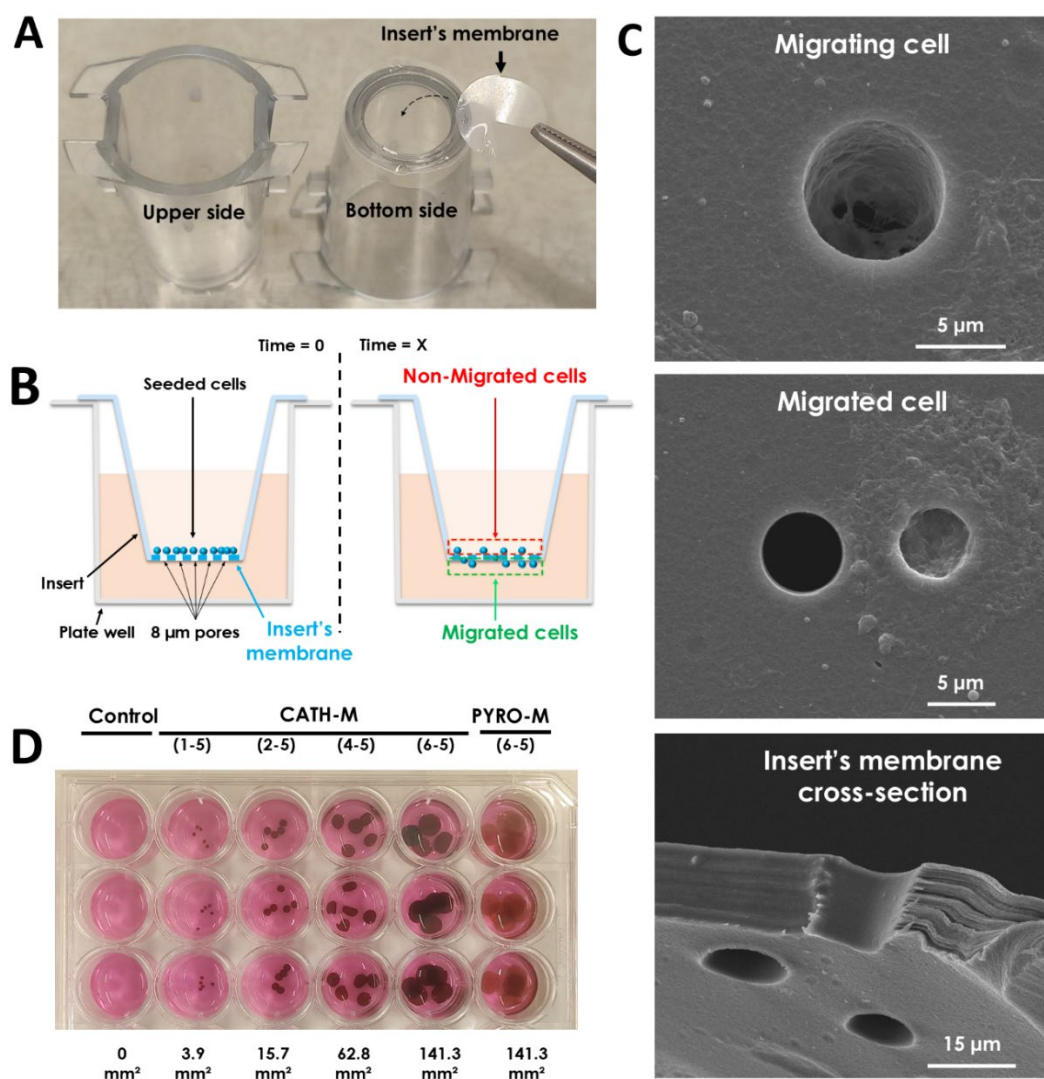 A
Insert's membrane
Upper side
Bottom side
B
Time = 0
Time = X
Seeded cells
Non-Migrated cells
Insert
Plate well
8 µm pores
Insert's
membrane
Migrated cells
C
Migrating cell
5 µm
Migrated cell
5 µm
Insert's membrane
cross-section
15 µm
D
Control
CATH-M
PYRO-M
(1-5)
(2-5)
(4-5)
(6-5)
(6-5)
0
mm²
3.9
mm²
15.7
mm²
62.8
mm²
141.3
mm²
141.3
mm²